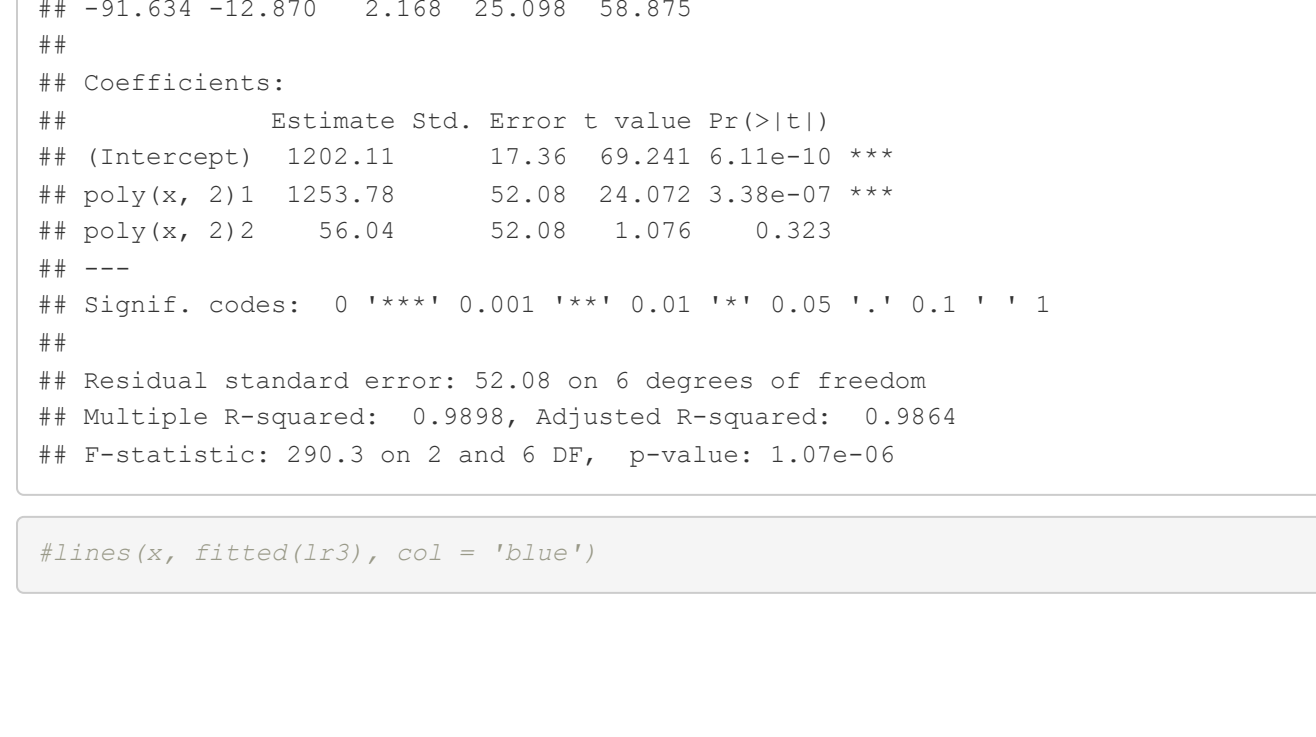 ## -91.634 -12.870   2.168  25.098  58.875
##
## Coefficients:
##             Estimate Std. Error t value Pr(>|t|)
## (Intercept)  1202.11      17.36  69.241 6.11e-10 ***
## poly(x, 2)1  1253.78      52.08  24.072 3.38e-07 ***
## poly(x, 2)2    56.04      52.08   1.076    0.323
## ---
## Signif. codes:  0 '***' 0.001 '**' 0.01 '*' 0.05 '.' 0.1 ' ' 1
##
## Residual standard error: 52.08 on 6 degrees of freedom
## Multiple R-squared:  0.9898, Adjusted R-squared:  0.9864
## F-statistic: 290.3 on 2 and 6 DF,  p-value: 1.07e-06
#lines(x, fitted(lr3), col = 'blue')